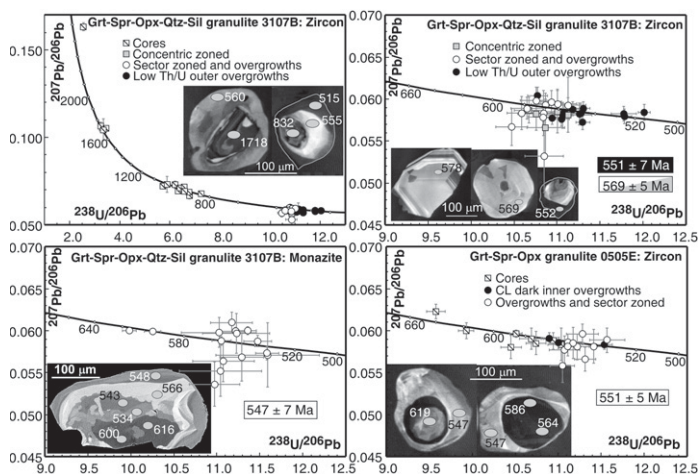 Grt-Spr-Opx-Qtz-Sil granulite 3107B: Zircon
207Pb/206Pb
0.150
0.100
0.050
Cores
Concentric zoned
Sector zoned and overgrowths
Low Th/U outer overgrowths
2000
1600
1200
800
560
1718
832
515
555
100 µm
238U/206Pb
2.0 4.0 6.0 8.0 10.0 12.0
Grt-Spr-Opx-Qtz-Sil granulite 3107B: Zircon
207Pb/206Pb
0.070
0.065
0.060
0.055
0.050
0.045
Concentric zoned
Sector zoned and overgrowths
Low Th/U outer overgrowths
660
600
520
500
578
569
552
100 µm
551 ± 7 Ma
569 ± 5 Ma
238U/206Pb
9.0 9.5 10.0 10.5 11.0 11.5 12.0 12.5
Grt-Spr-Opx-Qtz-Sil granulite 3107B: Monazite
207Pb/206Pb
0.070
0.065
0.060
0.055
0.050
0.045
640
580
520
500
100 µm
548
566
543
534
600
616
547 ± 7 Ma
238U/206Pb
9.0 9.5 10.0 10.5 11.0 11.5 12.0 12.5
Grt-Spr-Opx granulite 0505E: Zircon
207Pb/206Pb
0.070
0.065
0.060
0.055
0.050
0.045
Cores
CL dark inner overgrowths
Overgrowths and sector zoned
660
600
520
500
100 µm
619
547
586
564
547
551 ± 5 Ma
238U/206Pb
9.0 9.5 10.0 10.5 11.0 11.5 12.0 12.5